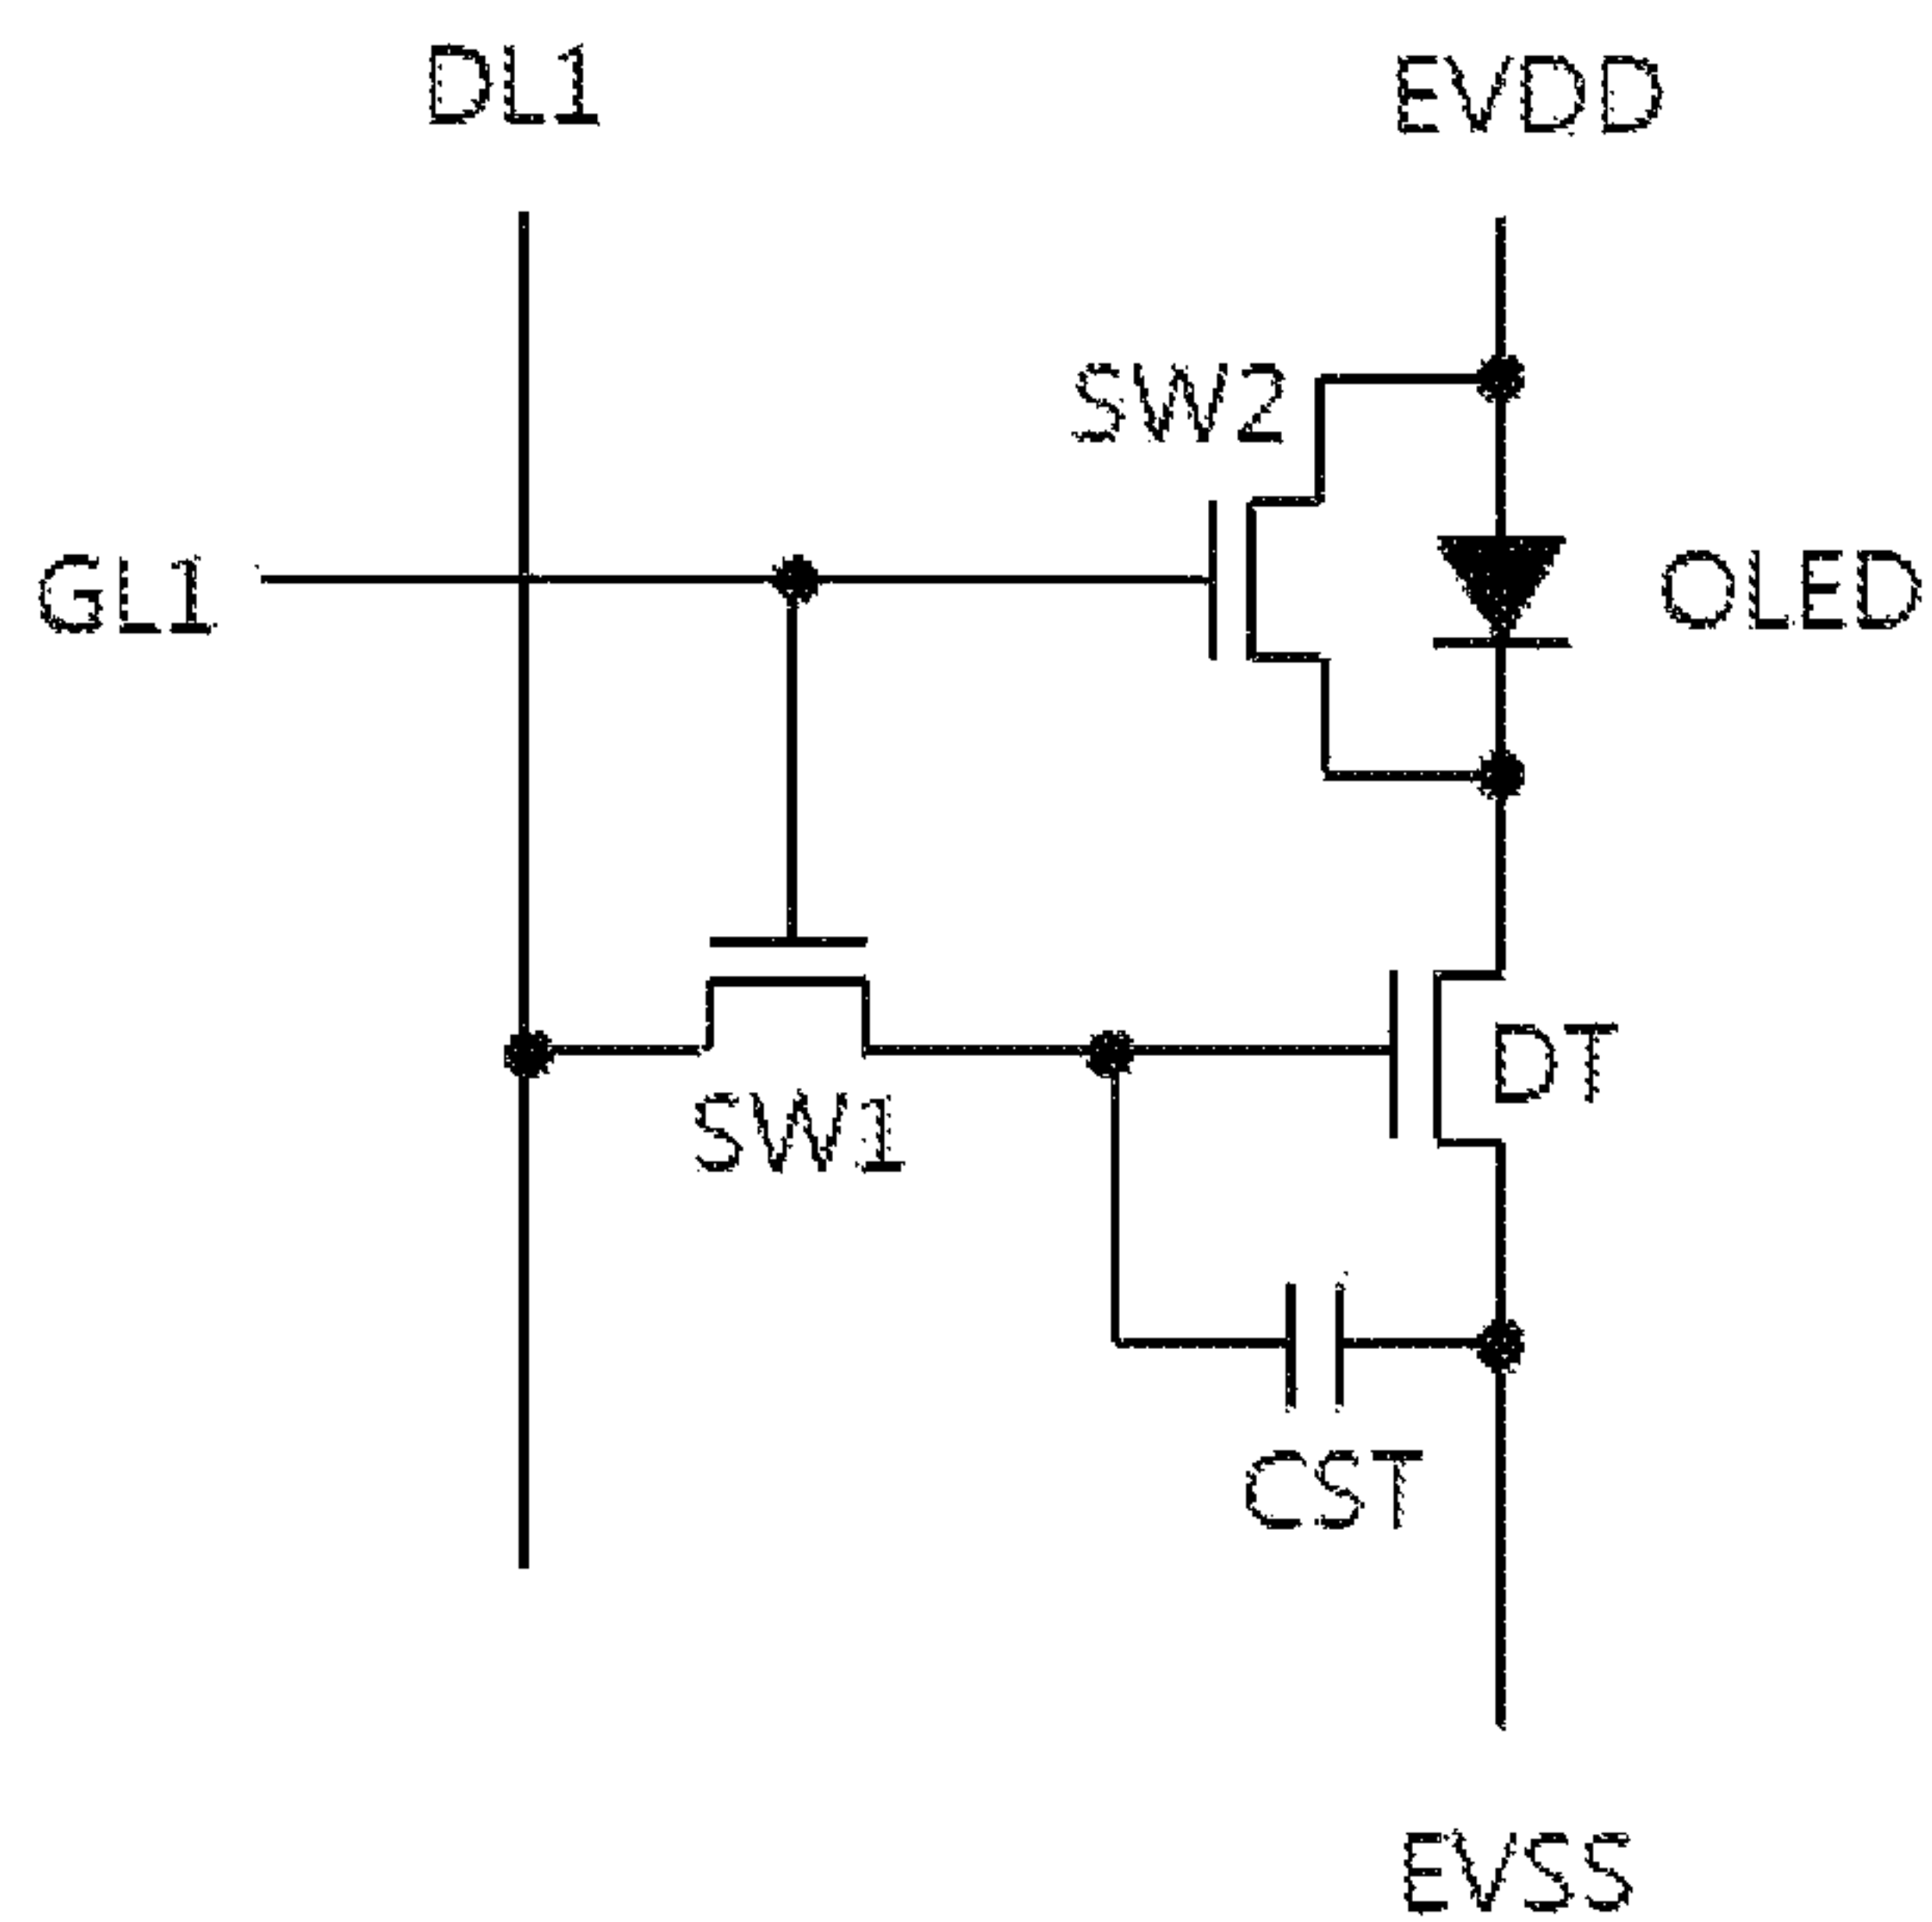 DL1
EVDD
SW2
GL1
OLED
DT
SW1
CST
EVSS